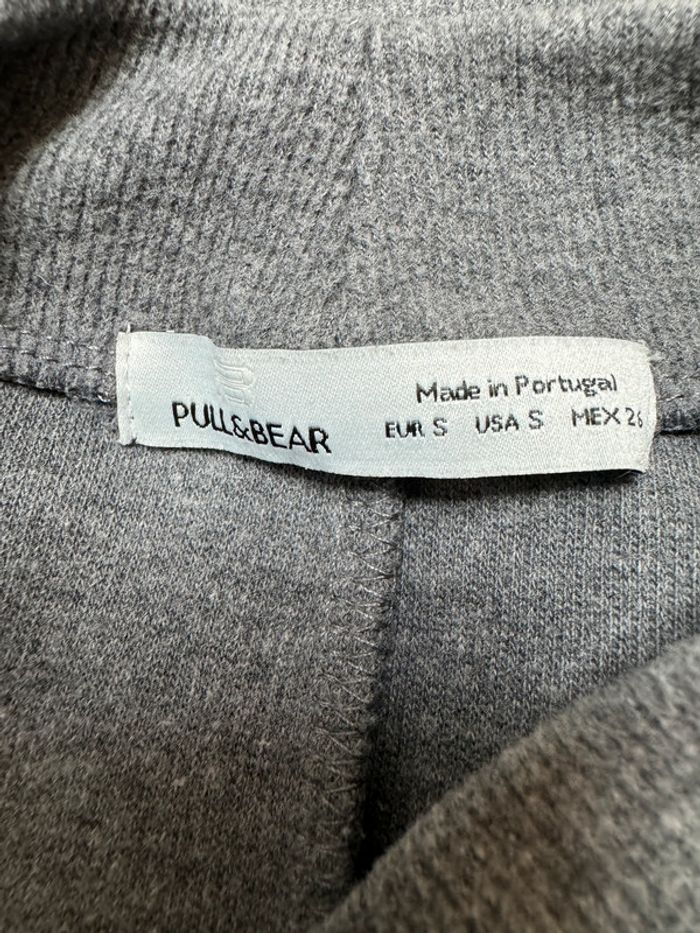 PULL&BEAR
Made in Portugal
EUR S USA S MEX 26